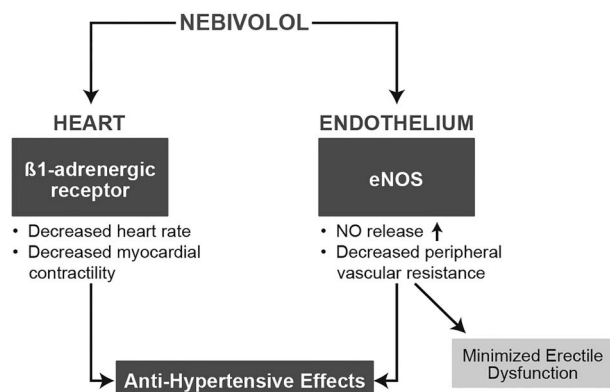 NEBIVOLOL
HEART
ß1-adrenergic
receptor
• Decreased heart rate
• Decreased myocardial
contractility
ENDOTHELIUM
eNOS
• NO release ↑
• Decreased peripheral
vascular resistance
Minimized Erectile
Dysfunction
Anti-Hypertensive Effects